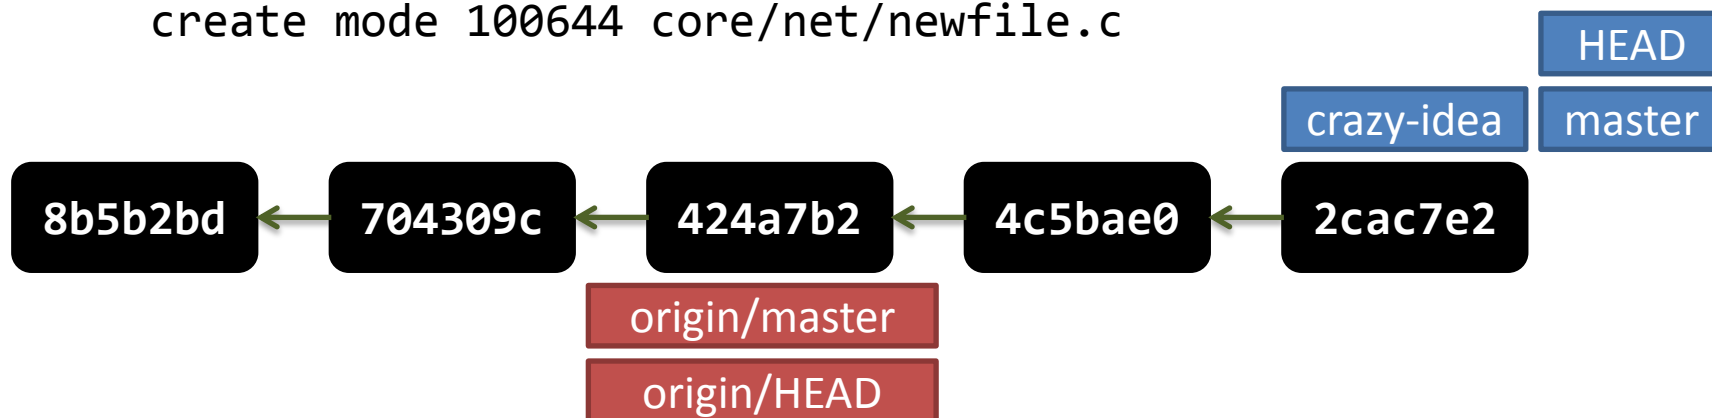 create mode 100644 core/net/newfile.c
HEAD
crazy-idea master
8b5b2bd 704309c 424a7b2 4c5bae0 2cac7e2
origin/master
origin/HEAD